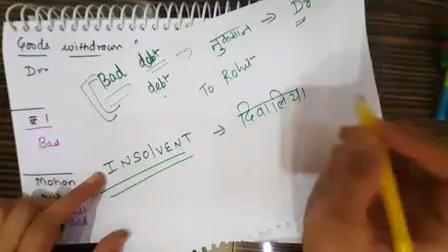 Goods withdrawn
Dr
Bad debt → नुकसान → Dr
debt To Rohit
₹ 1
Bad
INSOLVENT → दिवालिया
Mohan